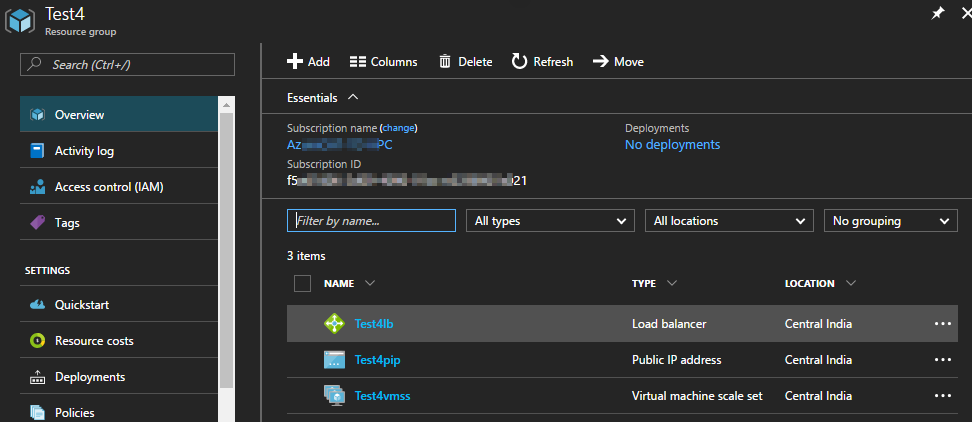 Test4
Resource group
Search (Ctrl+/)
Overview
Activity log
Access control (IAM)
Tags
SETTINGS
Quickstart
Resource costs
Deployments
Policies
Add Columns Delete Refresh Move
Essentials
Subscription name (change) Deployments
No deployments
Subscription ID
Filter by name... All types All locations No grouping
3 items
NAME TYPE LOCATION
Test4lb Load balancer Central India ...
Test4pip Public IP address Central India ...
Test4vmss Virtual machine scale set Central India ...